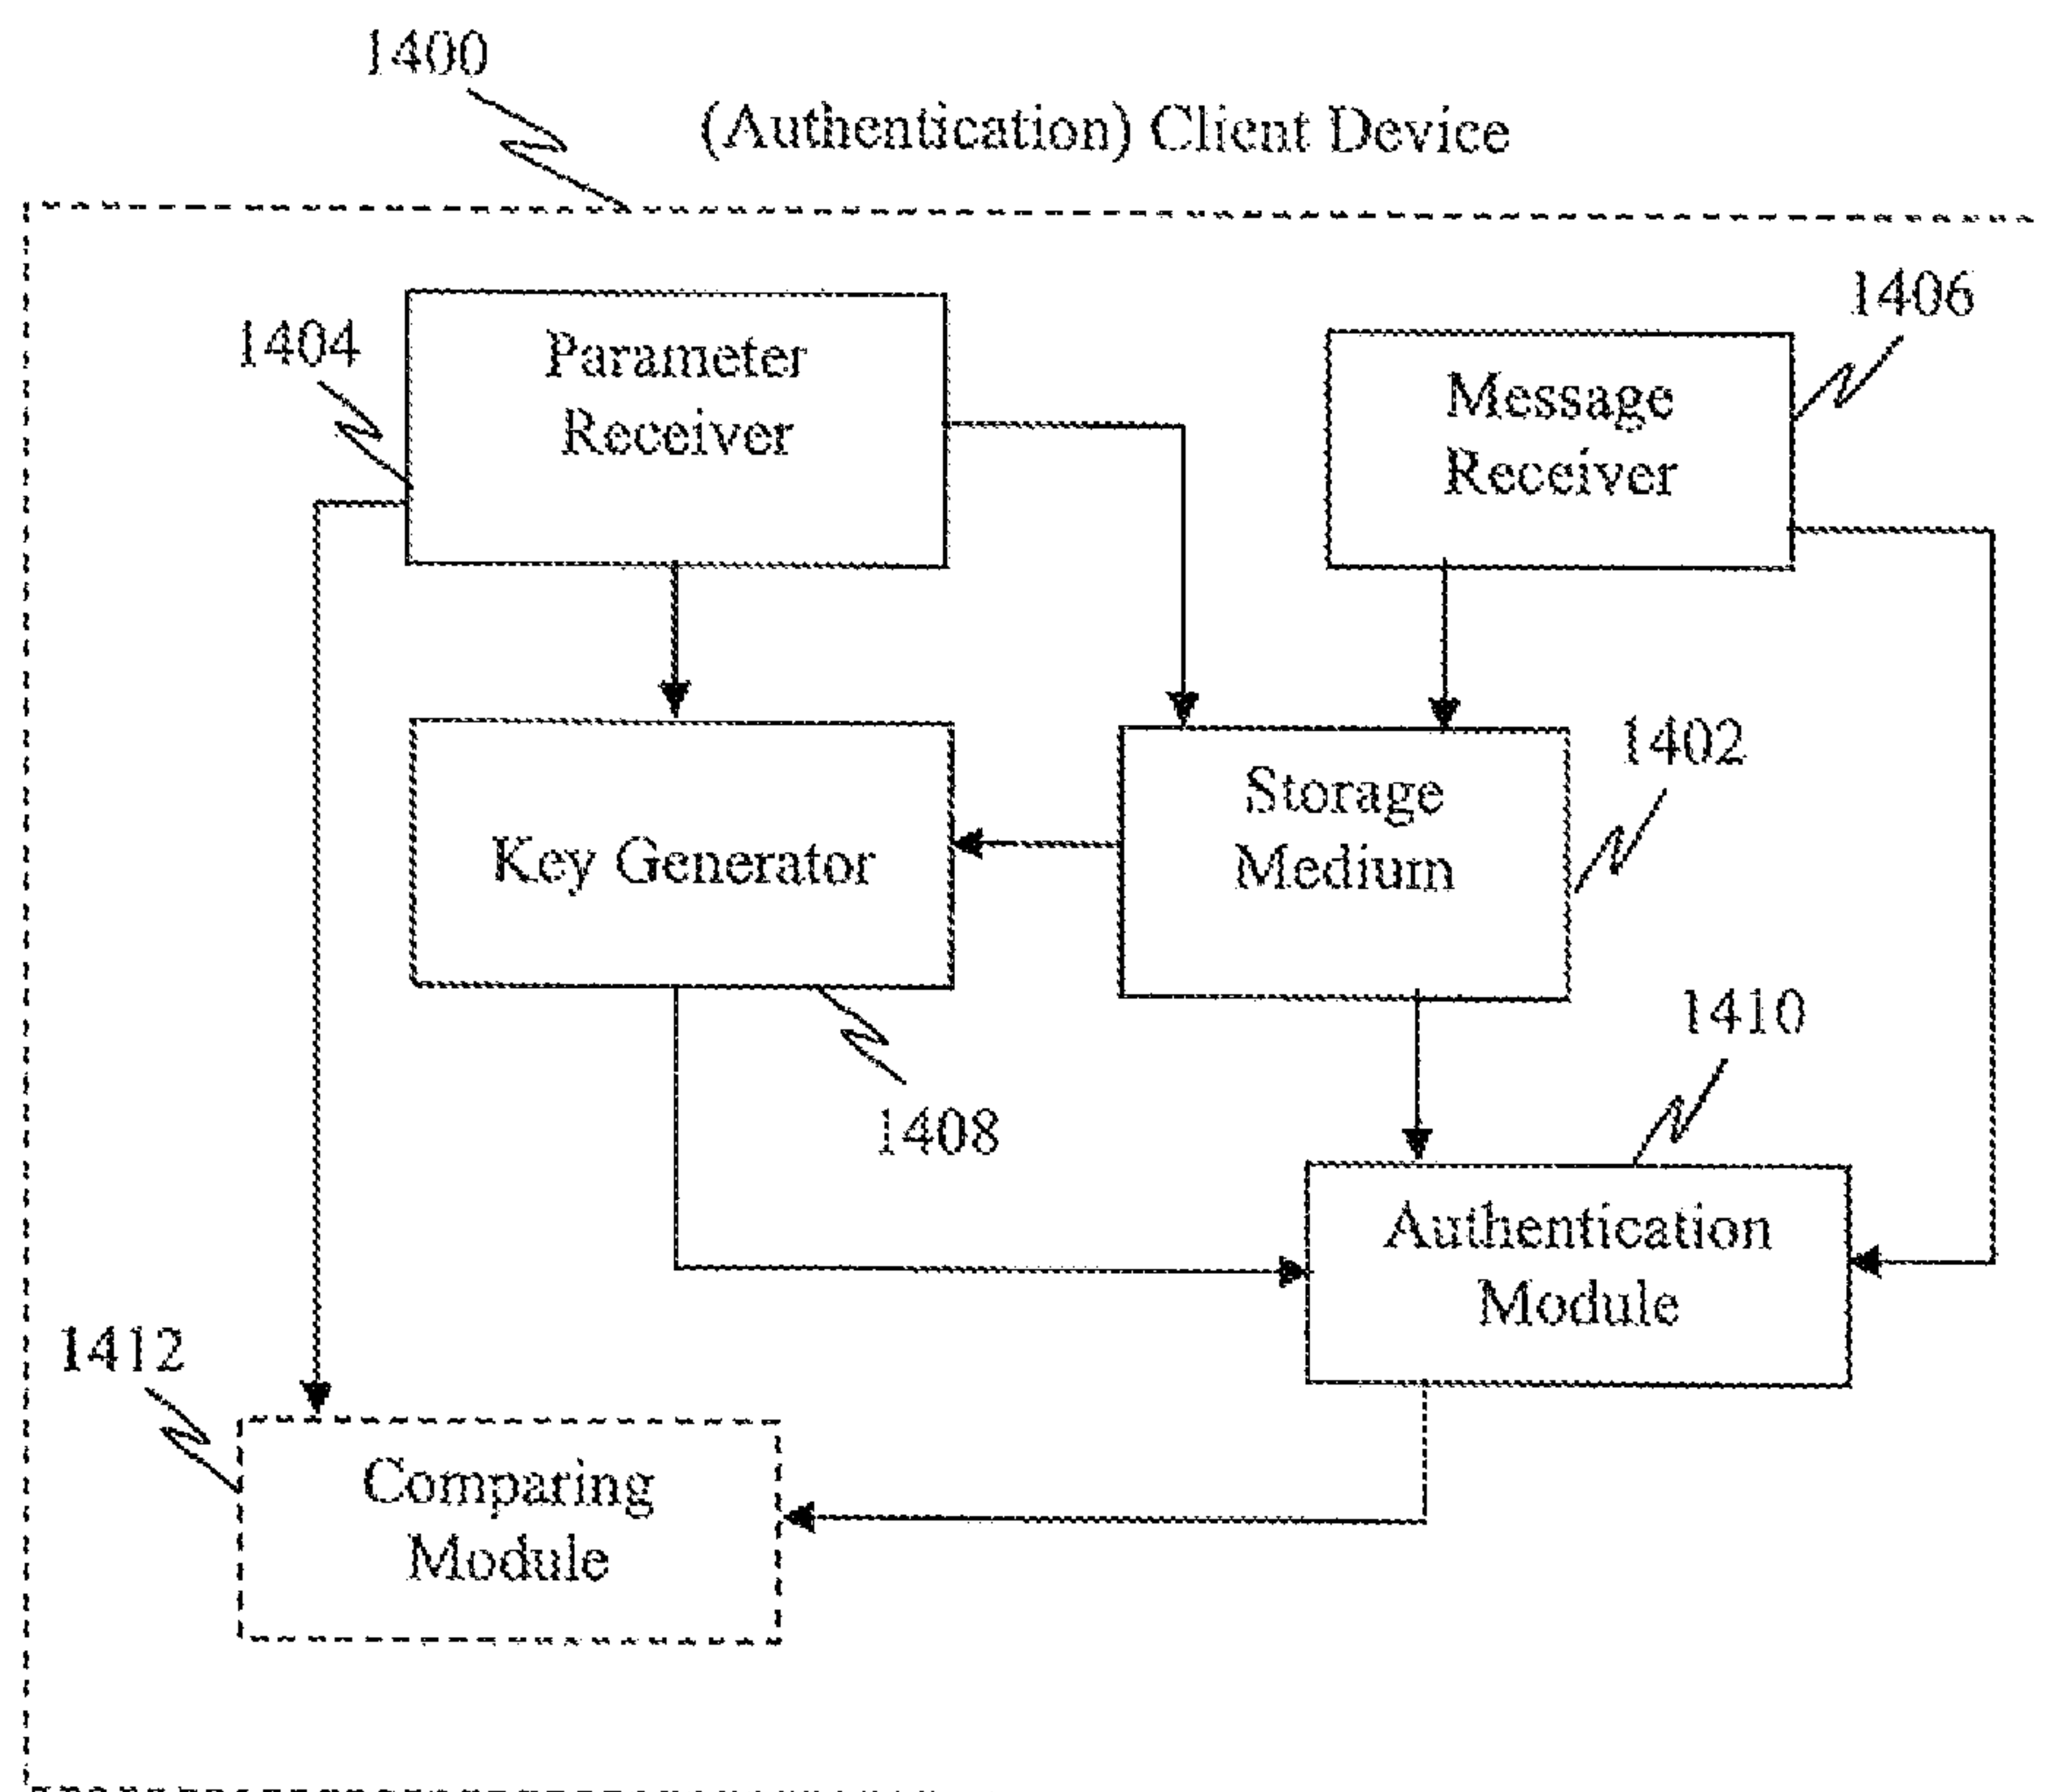 1400
(Authentication) Client Device
1404
Parameter
Receiver
1406
Message
Receiver
1402
Storage
Medium
Key Generator
1408
1410
Authentication
Module
1412
Comparing
Module